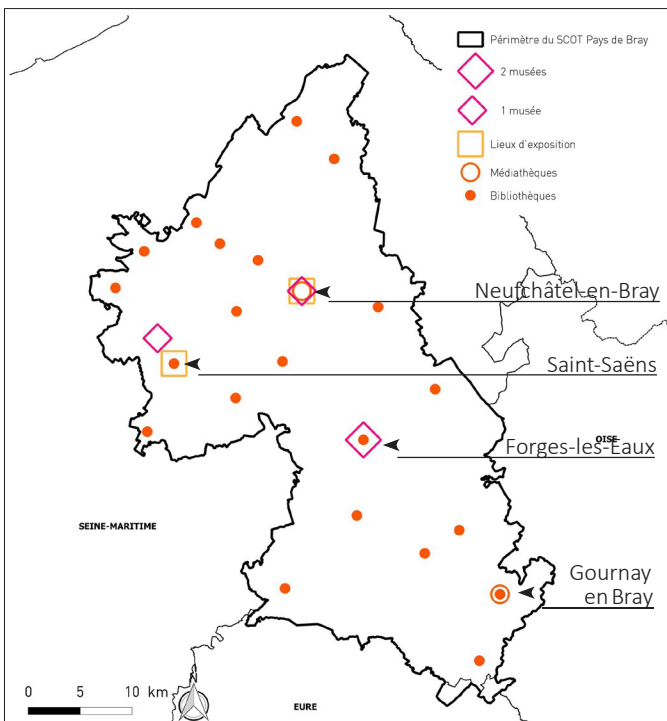 Périmètre du SCOT Pays de Bray
2 musées
1 musée
Lieux d'exposition
Médiathèques
Bibliothèques
Neufchâtel-en-Bray
Saint-Saëns
OISE
Forges-les-Eaux
SEINE-MARITIME
Gournay
en Bray
0 5 10 km
EURE